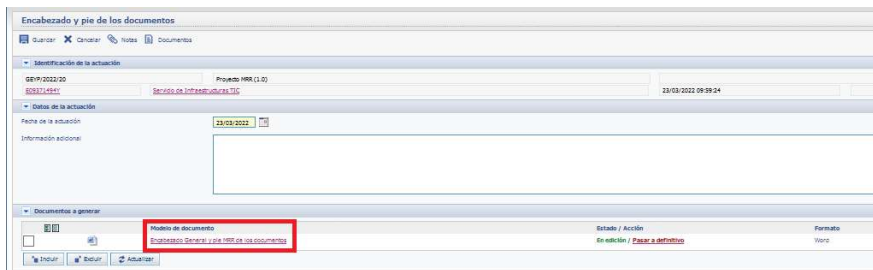 Encabezado y pie de los documentos
Guardar Cancelar Notas Documentos
Identificación de la actuación
GEYP/2022/20 Proyecto MRR (1.0)
E09371494Y Servicio de Infraestructuras TIC 23/03/2022 09:59:24
Datos de la actuación
Fecha de la actuación 23/03/2022
Información adicional
Documentos a generar
Modelo de documento Estado / Acción Formato
Encabezado General y pie MRR de los documentos En edición / Pasar a definitivo Word
Incluir Excluir Actualizar